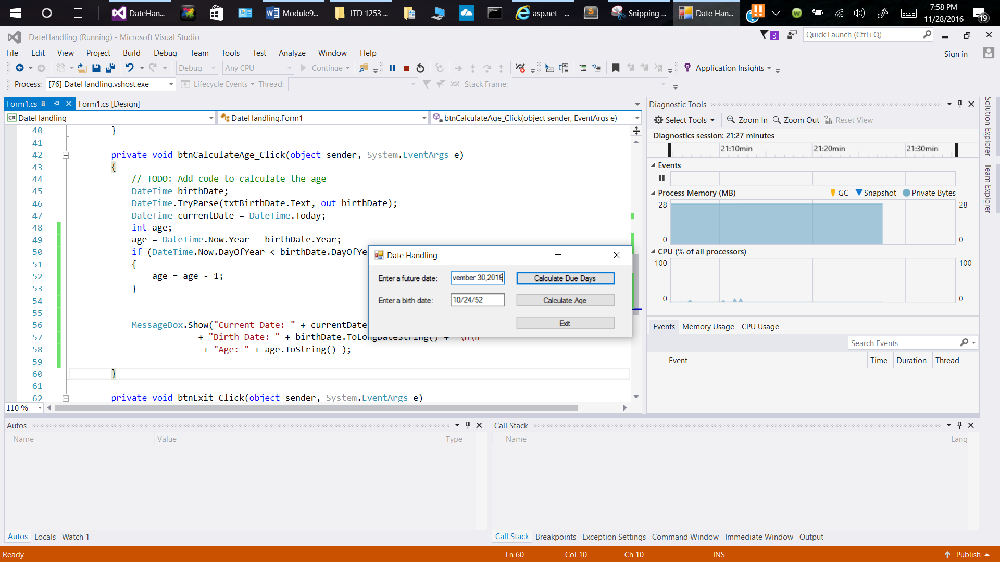 DateHan...
Module9...
ITD 1253 ...
asp.net - ...
Snipping ...
Date Han...
7:58 PM
11/28/2016
19
DateHandling (Running) - Microsoft Visual Studio
3
Quick Launch (Ctrl+Q)
File Edit View Project Build Debug Team Tools Test Analyze Window Help
Sign in
Debug Any CPU Continue Application Insights
Process: [76] DateHandling.vshost.exe Lifecycle Events Thread: Stack Frame:
Form1.cs Form1.cs [Design]
DateHandling DateHandling.Form1 btnCalculateAge_Click(object sender, EventArgs e)
40 }
41
42 private void btnCalculateAge_Click(object sender, System.EventArgs e)
43 {
44 // TODO: Add code to calculate the age
45 DateTime birthDate;
46 DateTime.TryParse(txtBirthDate.Text, out birthDate);
47 DateTime currentDate = DateTime.Today;
48 int age;
49 age = DateTime.Now.Year - birthDate.Year;
50 if (DateTime.Now.DayOfYear < birthDate.DayOfYea
51 {
52 age = age - 1;
53 }
54
55
56 MessageBox.Show("Current Date: " + currentDate
57 + "Birth Date: " + birthDate.ToLongDateString() + "\n\n"
58 + "Age: " + age.ToString() );
59
60 }
61
62 private void btnExit_Click(object sender, System.EventArgs e)
110 %
Date Handling
Enter a future date: vember 30,2016 Calculate Due Days
Enter a birth date: 10/24/52 Calculate Age
Exit
Diagnostic Tools
Select Tools Zoom In Zoom Out Reset View
Diagnostics session: 21:27 minutes
21:10min 21:20min 21:30min
Events
Process Memory (MB) GC Snapshot Private Bytes
28 28
0 0
CPU (% of all processors)
100 100
0 0
Events Memory Usage CPU Usage
Search Events
Event Time Duration Thread
Solution Explorer
Team Explorer
Autos
Name Value Type
Autos Locals Watch 1
Call Stack
Name Lang
Call Stack Breakpoints Exception Settings Command Window Immediate Window Output
Ready Ln 60 Col 10 Ch 10 INS Publish